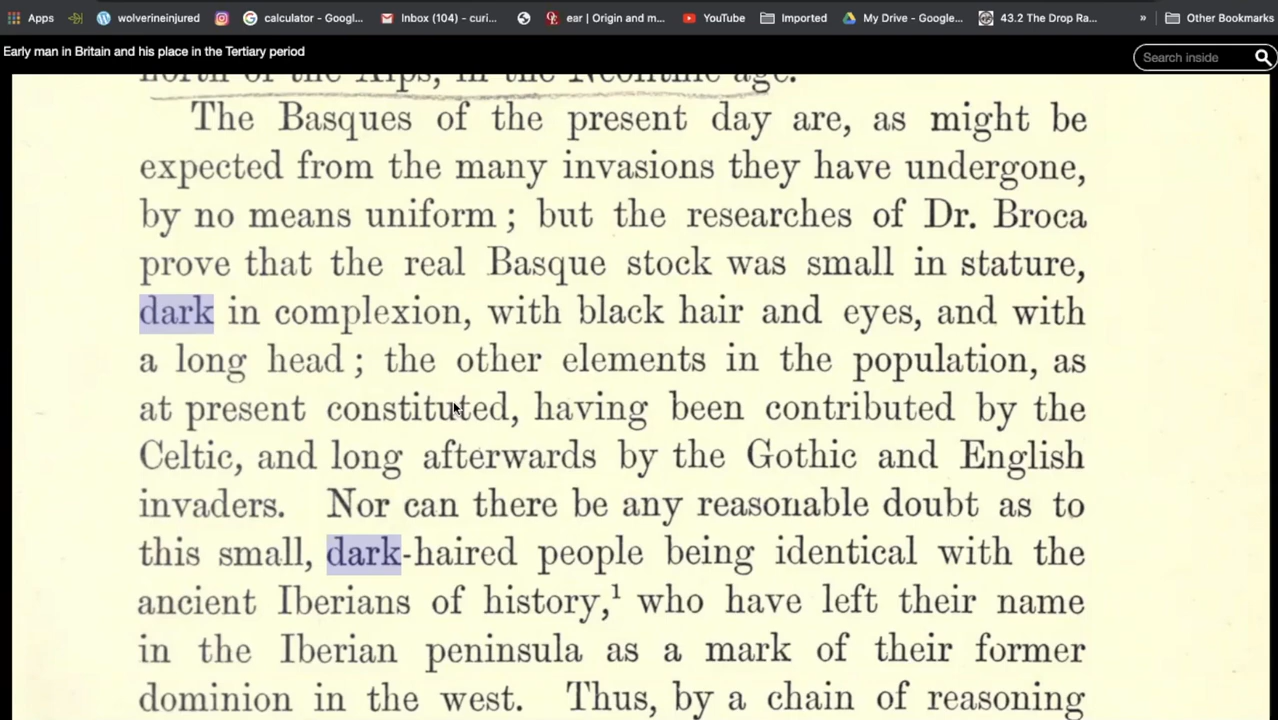 Apps wolverineinjured calculator - Googl... Inbox (104) - curi... ear | Origin and m... YouTube Imported My Drive - Google... 43.2 The Drop Ra... » Other Bookmarks
Early man in Britain and his place in the Tertiary period
Search inside
north of the Alps, in the Neolithic age.
The Basques of the present day are, as might be
expected from the many invasions they have undergone,
by no means uniform ; but the researches of Dr. Broca
prove that the real Basque stock was small in stature,
dark in complexion, with black hair and eyes, and with
a long head ; the other elements in the population, as
at present constituted, having been contributed by the
Celtic, and long afterwards by the Gothic and English
invaders. Nor can there be any reasonable doubt as to
this small, dark-haired people being identical with the
ancient Iberians of history,¹ who have left their name
in the Iberian peninsula as a mark of their former
dominion in the west. Thus, by a chain of reasoning